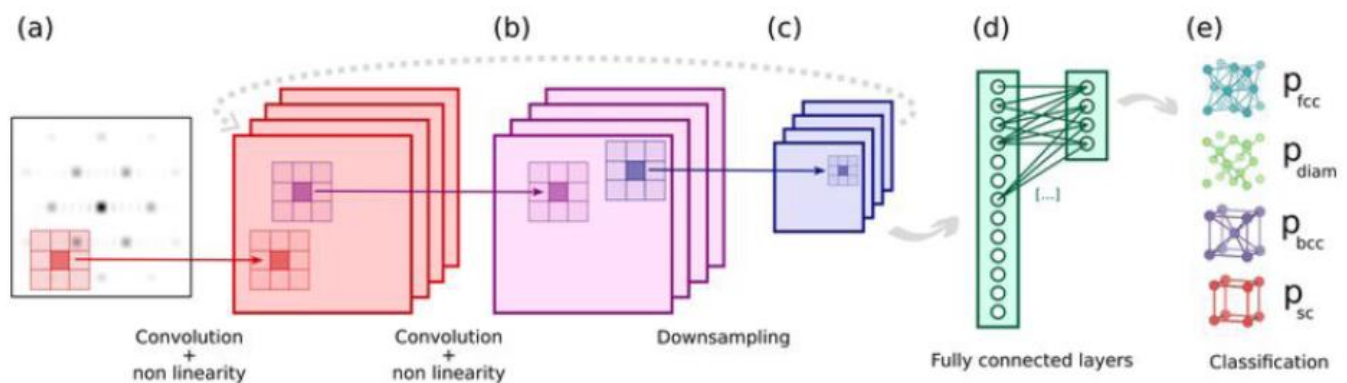 (a)
(b)
(c)
(d)
(e)
p fcc
p diam
p bcc
p sc
[...]
Convolution
+
non linearity
Convolution
+
non linearity
Downsampling
Fully connected layers
Classification